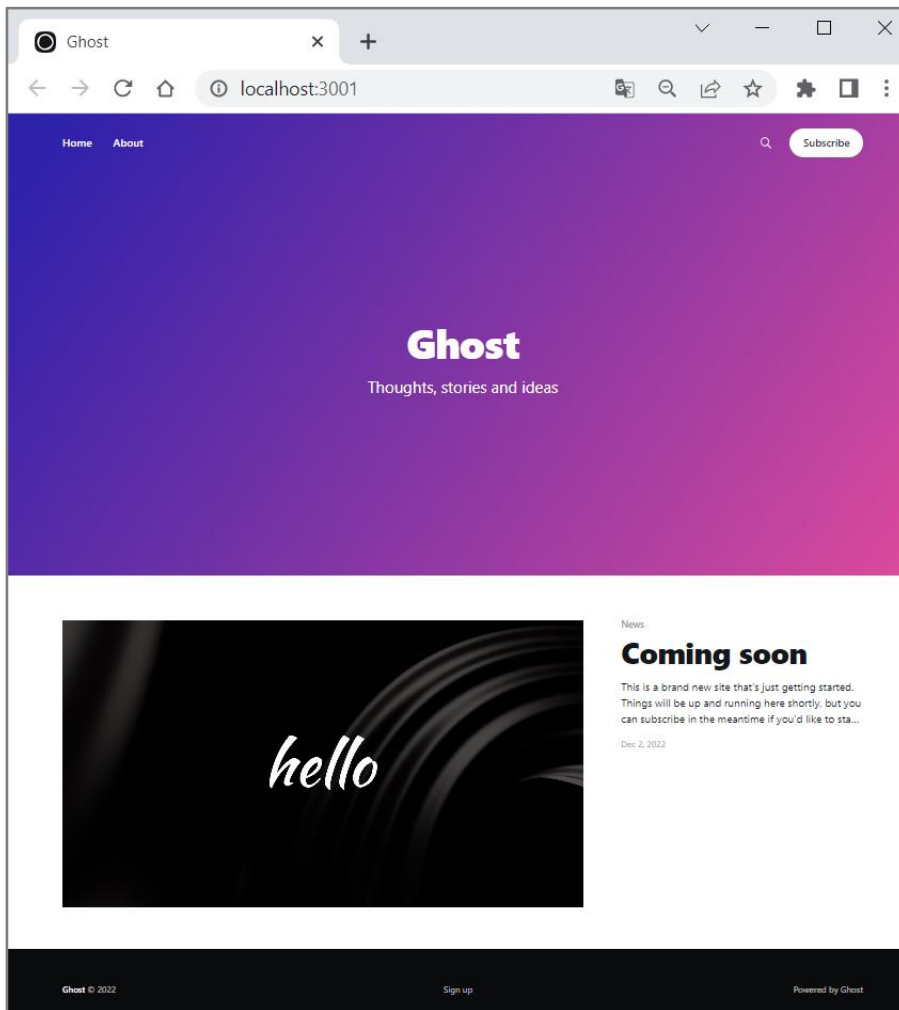 Ghost
localhost:3001
Home About Subscribe
Ghost
Thoughts, stories and ideas
hello
News
Coming soon
This is a brand new site that's just getting started.
Things will be up and running here shortly, but you
can subscribe in the meantime if you'd like to sta...
Dec 2, 2022
Ghost © 2022 Sign up Powered by Ghost